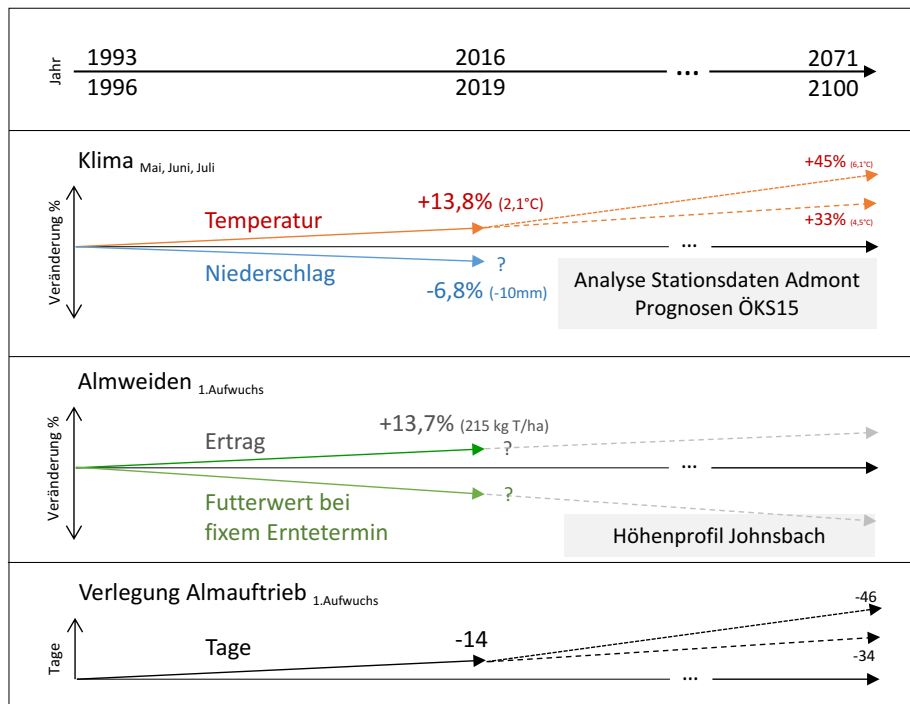 Jahr
1993 2016 2071
...
1996 2019 2100
Klima Mai, Juni, Juli
Veränderung %
+45% (6,1°C)
+13,8% (2,1°C)
Temperatur
+33% (4,5°C)
...
Niederschlag ?
-6,8% (-10mm)
Analyse Stationsdaten Admont
Prognosen ÖKS15
Almweiden 1.Aufwuchs
Veränderung %
+13,7% (215 kg T/ha)
Ertrag ?
...
Futterwert bei ?
fixem Erntetermin
Höhenprofil Johnsbach
Verlegung Almauftrieb 1.Aufwuchs
Tage
-46
Tage -14
-34
...